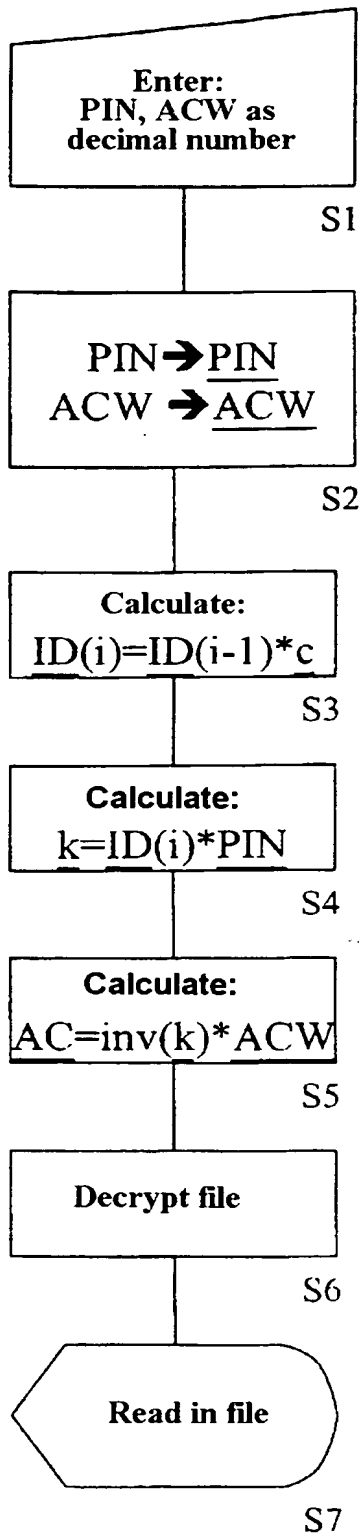 Enter:
PIN, ACW as
decimal number
S1
PIN➔PIN
ACW ➔ACW
S2
Calculate:
ID(i)=ID(i-1)*c
S3
Calculate:
k=ID(i)*PIN
S4
Calculate:
AC=inv(k)*ACW
S5
Decrypt file
S6
Read in file
S7